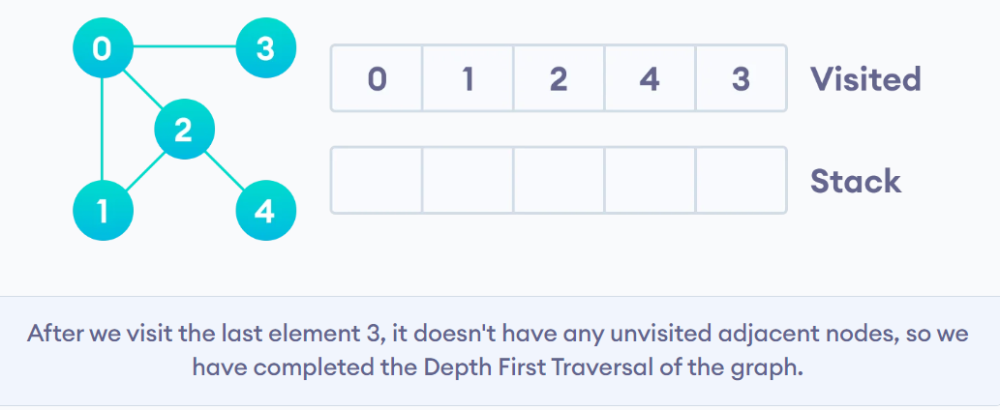 0 3
0 1 2 4 3 Visited
2
Stack
1 4
After we visit the last element 3, it doesn't have any unvisited adjacent nodes, so we
have completed the Depth First Traversal of the graph.